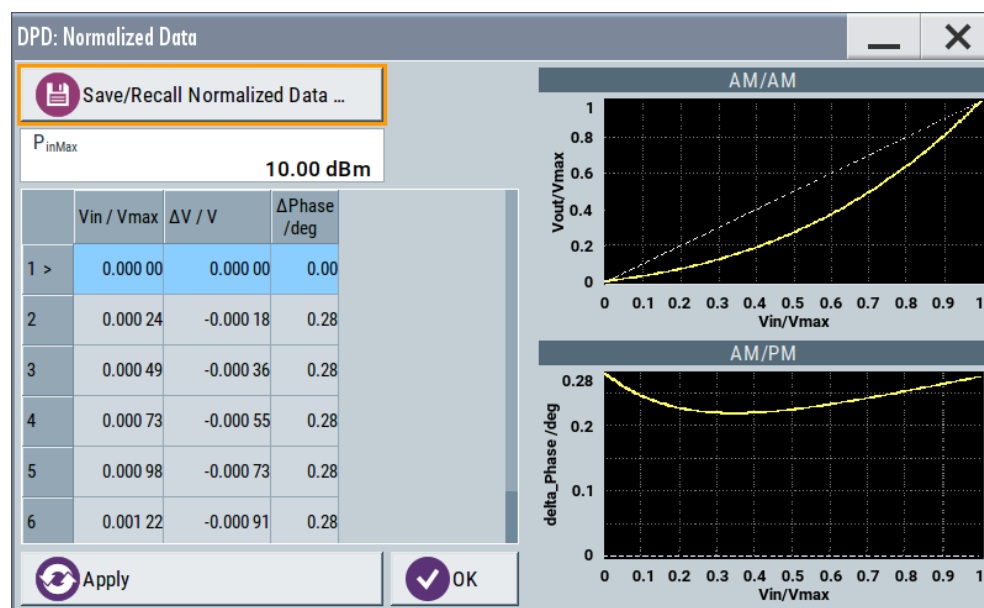 DPD: Normalized Data
Save/Recall Normalized Data ...
PinMax
10.00 dBm
Vin / Vmax ΔV / V ΔPhase /deg
1 > 0.000 00 0.000 00 0.00
2 0.000 24 -0.000 18 0.28
3 0.000 49 -0.000 36 0.28
4 0.000 73 -0.000 55 0.28
5 0.000 98 -0.000 73 0.28
6 0.001 22 -0.000 91 0.28
Apply
OK
AM/AM
Vout/Vmax
1
0.8
0.6
0.4
0.2
0
0 0.1 0.2 0.3 0.4 0.5 0.6 0.7 0.8 0.9 1
Vin/Vmax
AM/PM
delta_Phase /deg
0.28
0.2
0.1
0
0 0.1 0.2 0.3 0.4 0.5 0.6 0.7 0.8 0.9 1
Vin/Vmax